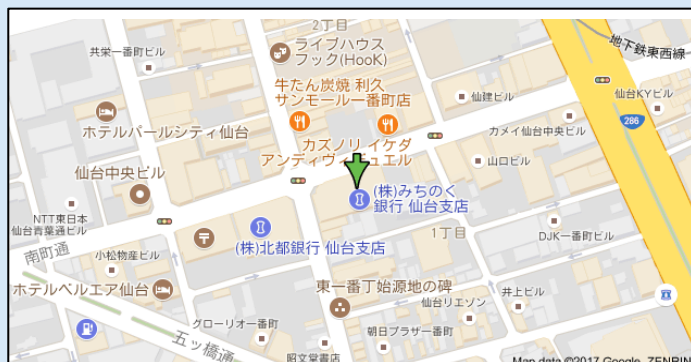 2丁目
共栄一番町ビル
ライブハウス
フック(HooK)
地下鉄東西線
牛たん炭焼 利久
サンモール一番町店
仙建ビル
仙台KYビル
286
ホテルパールシティ仙台
カズノリ イケダ
アンディヴィデュエル
カメイ仙台中央ビル
山口ビル
仙台中央ビル
(株)みちのく
銀行 仙台支店
NTT東日本
仙台青葉通ビル
1丁目
DJK一番町ビル
南町通
(株)北都銀行 仙台支店
小松物産ビル
ホテルベルエア仙台
東一番丁始源地の碑
仙台リエゾン
井上ビル
グローリオ一番町
五ツ橋通
昭文堂書店
朝日プラザ一番町
Map data ©2017 Google, ZENRIN